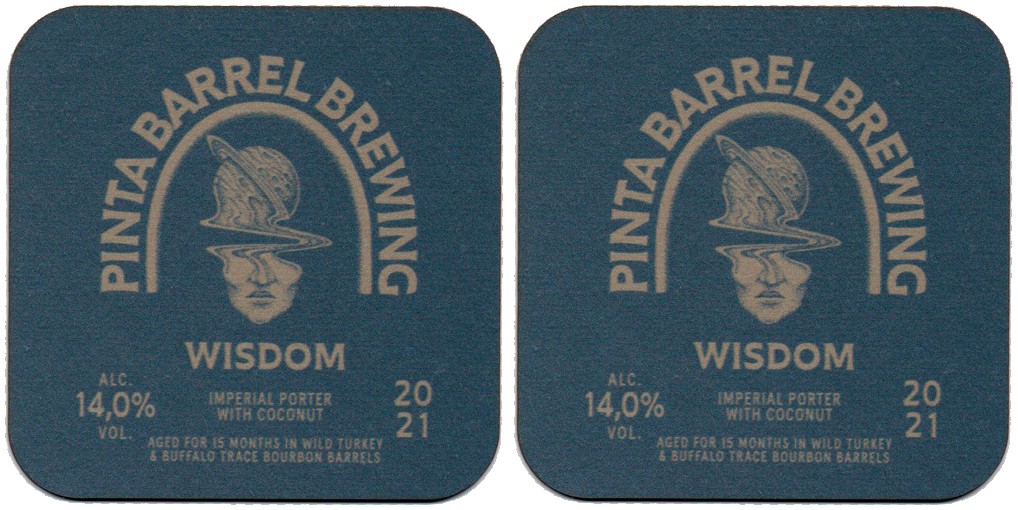 PINTA BARREL BREWING
WISDOM
ALC.
14,0%
VOL.
IMPERIAL PORTER
WITH COCONUT
20
21
AGED FOR 15 MONTHS IN WILD TURKEY
& BUFFALO TRACE BOURBON BARRELS
PINTA BARREL BREWING
WISDOM
ALC.
14,0%
VOL.
IMPERIAL PORTER
WITH COCONUT
20
21
AGED FOR 15 MONTHS IN WILD TURKEY
& BUFFALO TRACE BOURBON BARRELS